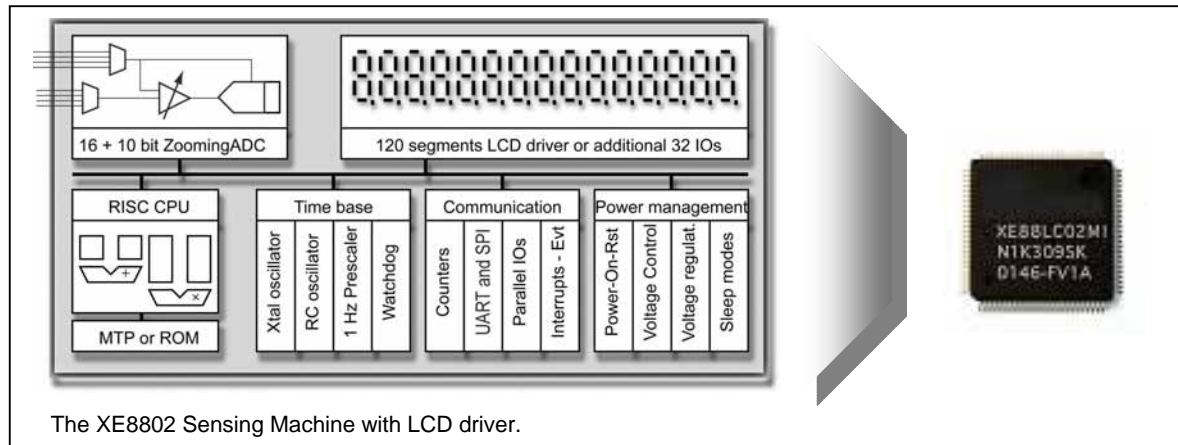 16 + 10 bit ZoomingADC
120 segments LCD driver or additional 32 IOs
RISC CPU
MTP or ROM
Time base
Xtal oscillator
RC oscillator
1 Hz Prescaler
Watchdog
Communication
Counters
UART and SPI
Parallel IOs
Interrupts - Evt
Power management
Power-On-Rst
Voltage Control
Voltage regulat.
Sleep modes
XE88LC02MI
N1K3095K
D146-FV1A
The XE8802 Sensing Machine with LCD driver.